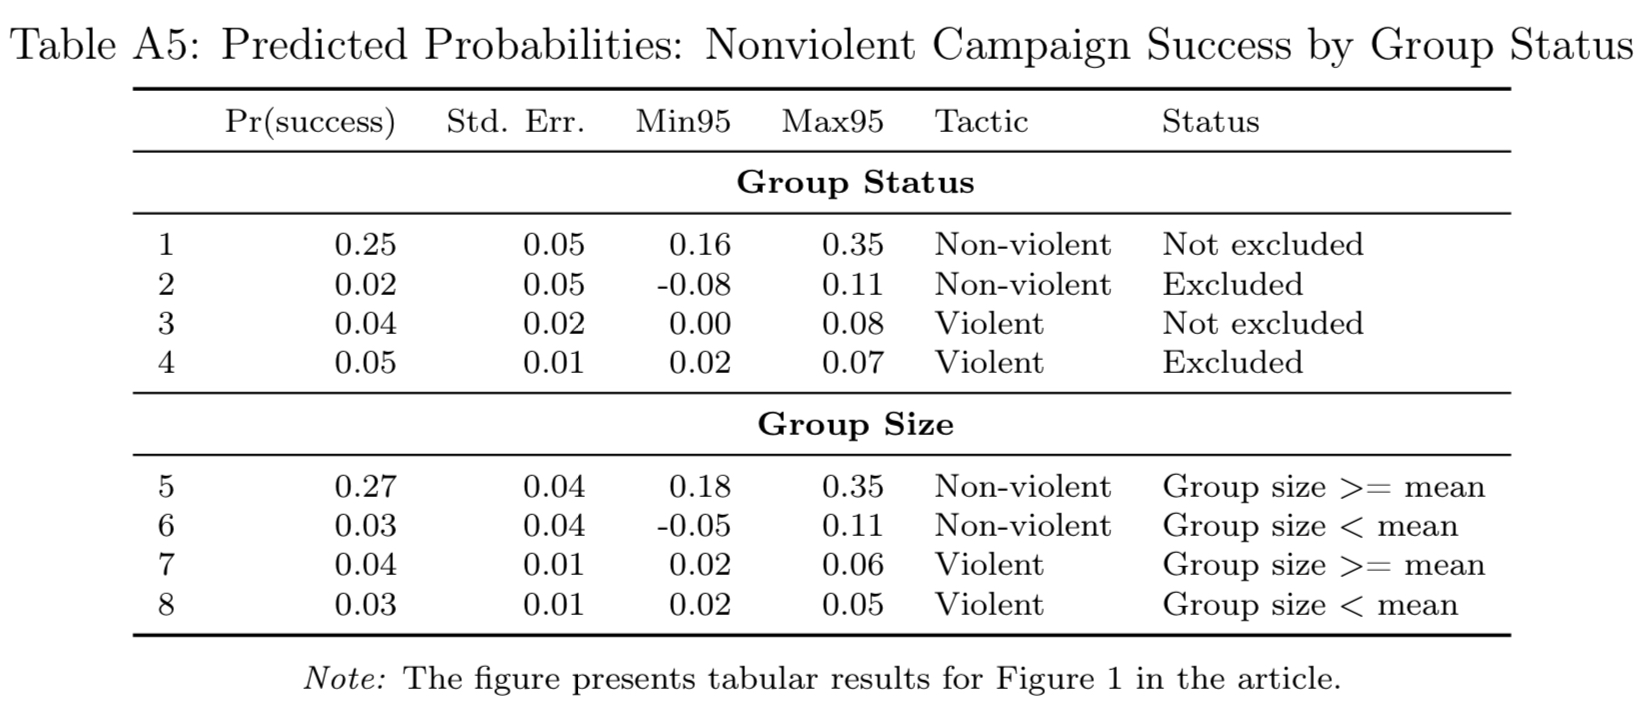 Table A5: Predicted Probabilities: Nonviolent Campaign Success by Group Status
Pr(success) Std. Err. Min95 Max95 Tactic Status
Group Status
1 0.25 0.05 0.16 0.35 Non-violent Not excluded
2 0.02 0.05 -0.08 0.11 Non-violent Excluded
3 0.04 0.02 0.00 0.08 Violent Not excluded
4 0.05 0.01 0.02 0.07 Violent Excluded
Group Size
5 0.27 0.04 0.18 0.35 Non-violent Group size >= mean
6 0.03 0.04 -0.05 0.11 Non-violent Group size < mean
7 0.04 0.01 0.02 0.06 Violent Group size >= mean
8 0.03 0.01 0.02 0.05 Violent Group size < mean
Note: The figure presents tabular results for Figure 1 in the article.